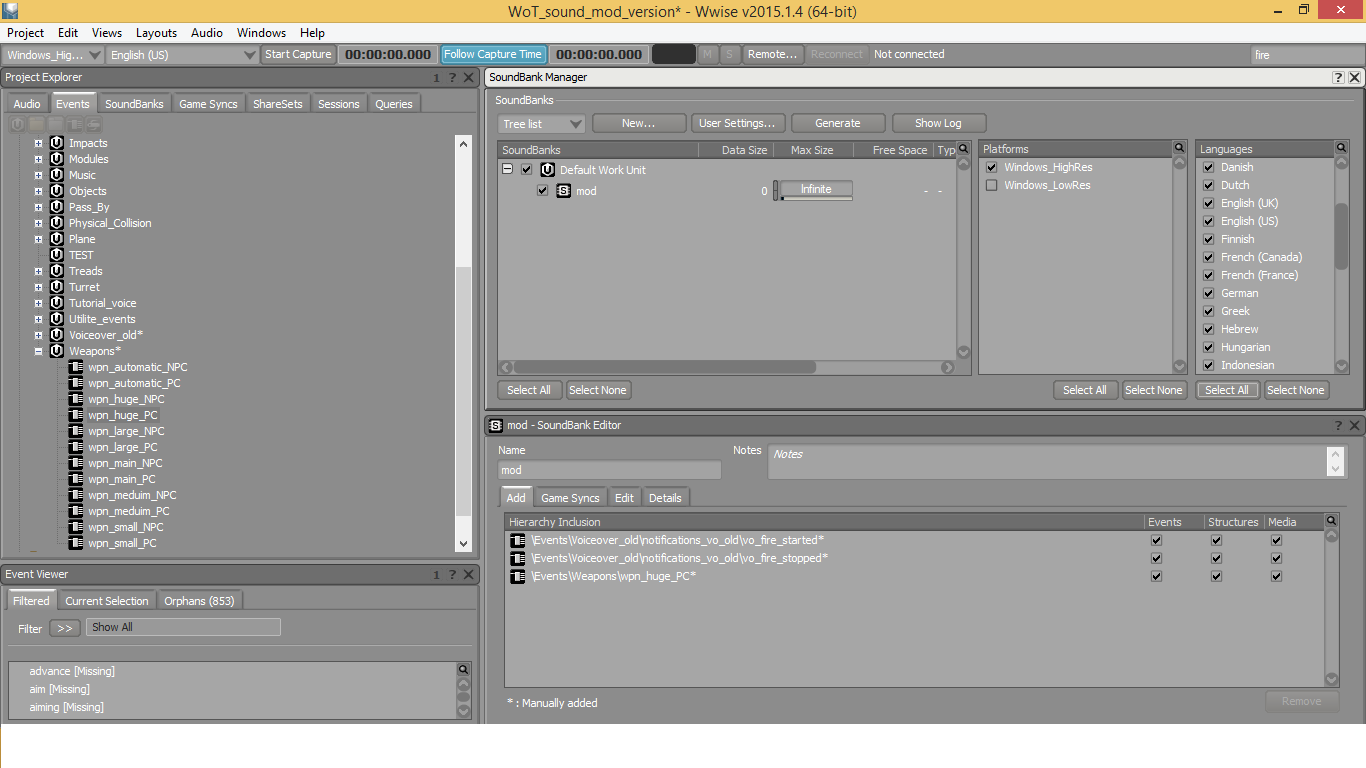 WoT_sound_mod_version* - Wwise v2015.1.4 (64-bit)
Project Edit Views Layouts Audio Windows Help
Windows_Hig... English (US) Start Capture 00:00:00.000 Follow Capture Time 00:00:00.000 M S Remote... Reconnect Not connected fire
Project Explorer 1 ?
Audio Events SoundBanks Game Syncs ShareSets Sessions Queries
Impacts
Modules
Music
Objects
Pass_By
Physical_Collision
Plane
TEST
Treads
Turret
Tutorial_voice
Utilite_events
Voiceover_old*
Weapons*
wpn_automatic_NPC
wpn_automatic_PC
wpn_huge_NPC
wpn_huge_PC
wpn_large_NPC
wpn_large_PC
wpn_main_NPC
wpn_main_PC
wpn_meduim_NPC
wpn_meduim_PC
wpn_small_NPC
wpn_small_PC
Event Viewer 1 ?
Filtered Current Selection Orphans (853)
Filter >> Show All
advance [Missing]
aim [Missing]
aiming [Missing]
SoundBank Manager ?
SoundBanks
Tree list New... User Settings... Generate Show Log
SoundBanks Data Size Max Size Free Space Typ
Default Work Unit
mod 0 Infinite - -
Select All Select None
Platforms
Windows_HighRes
Windows_LowRes
Select All Select None
Languages
Danish
Dutch
English (UK)
English (US)
Finnish
French (Canada)
French (France)
German
Greek
Hebrew
Hungarian
Indonesian
Select All Select None
mod - SoundBank Editor ?
Name Notes Notes
mod
Add Game Syncs Edit Details
Hierarchy Inclusion Events Structures Media
\Events\Voiceover_old\notifications_vo_old\vo_fire_started*
\Events\Voiceover_old\notifications_vo_old\vo_fire_stopped*
\Events\Weapons\wpn_huge_PC*
* : Manually added Remove